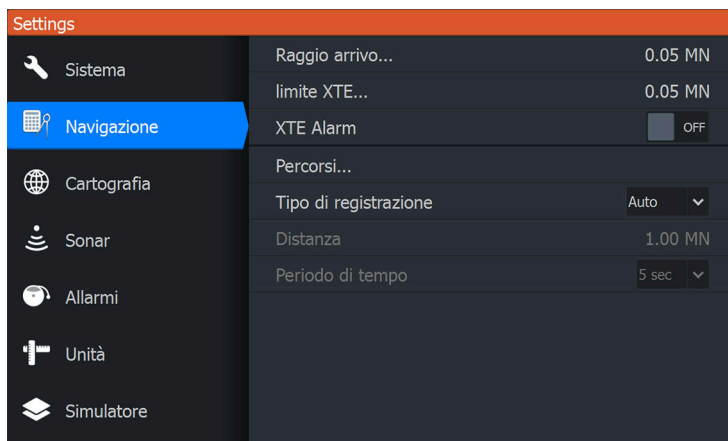 Settings
Sistema
Navigazione
Cartografia
Sonar
Allarmi
Unità
Simulatore
Raggio arrivo... 0.05 MN
limite XTE... 0.05 MN
XTE Alarm OFF
Percorsi...
Tipo di registrazione Auto
Distanza 1.00 MN
Periodo di tempo 5 sec